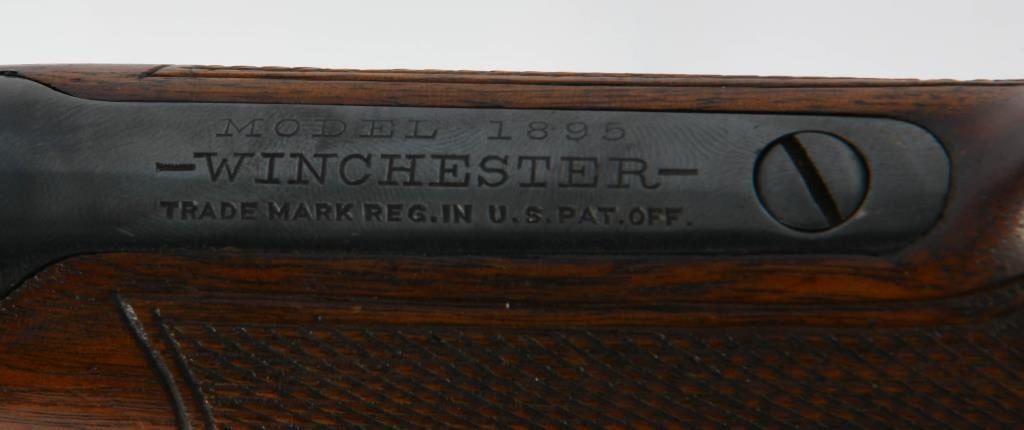 MODEL 1895
-WINCHESTER-
TRADE MARK REG. IN U.S. PAT. OFF.